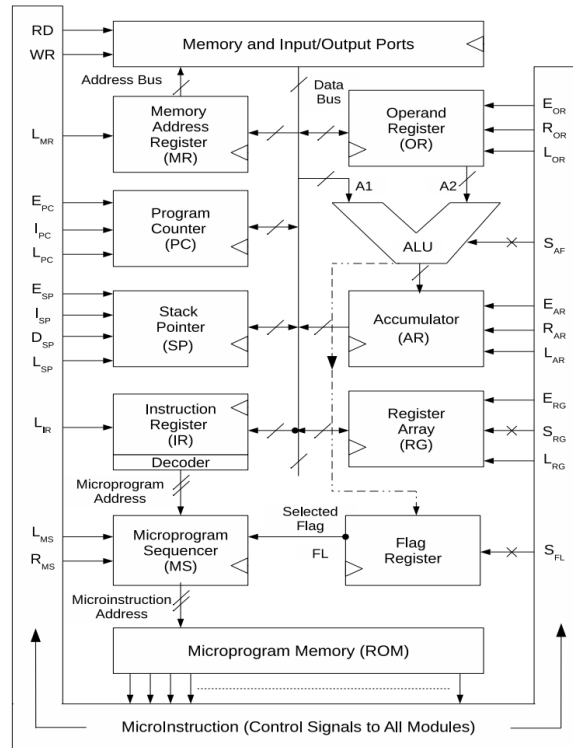 RD
WR
Memory and Input/Output Ports
Address Bus
Data
Bus
L_MR
Memory
Address
Register
(MR)
Operand
Register
(OR)
E_OR
R_OR
L_OR
A1
A2
E_PC
I_PC
L_PC
Program
Counter
(PC)
ALU
S_AF
E_SP
I_SP
D_SP
L_SP
Stack
Pointer
(SP)
Accumulator
(AR)
E_AR
R_AR
L_AR
L_IR
Instruction
Register
(IR)
Decoder
Register
Array
(RG)
E_RG
S_RG
L_RG
Microprogram
Address
Selected
Flag
FL
L_MS
R_MS
Microprogram
Sequencer
(MS)
Flag
Register
S_FL
Microinstruction
Address
Microprogram Memory (ROM)
MicroInstruction (Control Signals to All Modules)